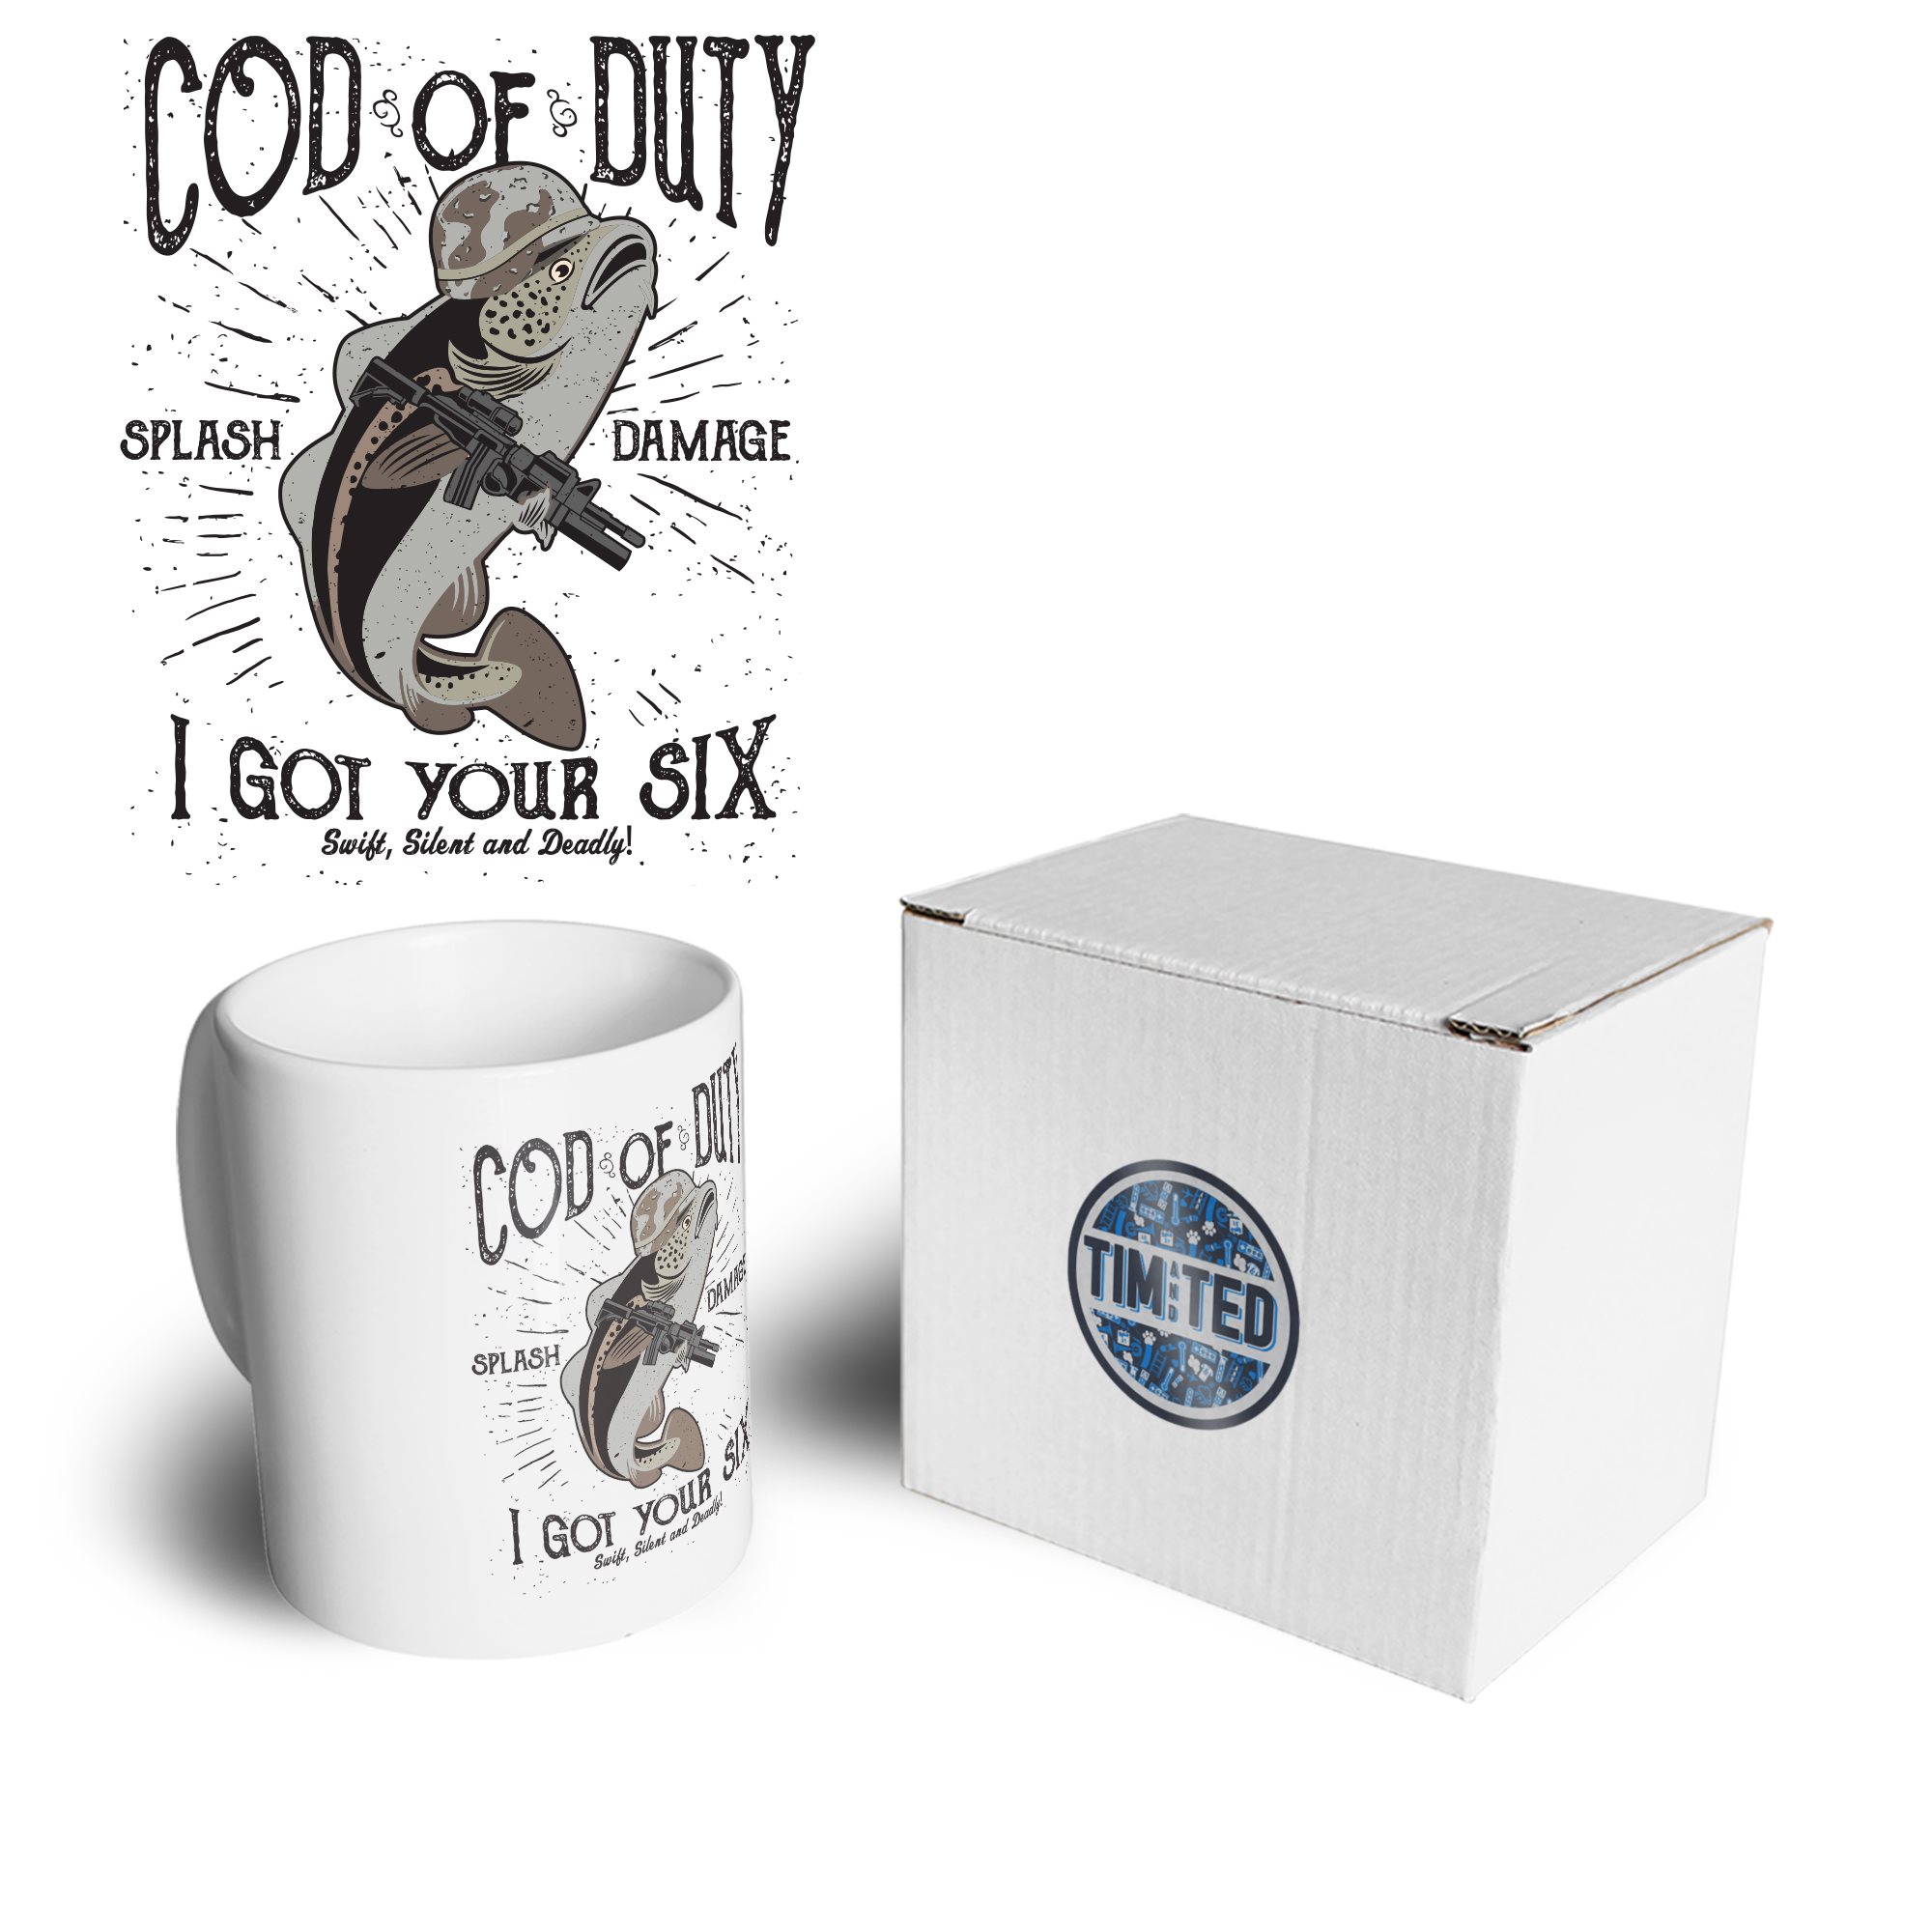 COD OF DUTY
SPLASH DAMAGE
I GOT YOUR SIX
Swift, Silent and Deadly!
COD OF DUTY
SPLASH DAMAGE
I GOT YOUR SIX
Swift, Silent and Deadly!
TIM AND TED